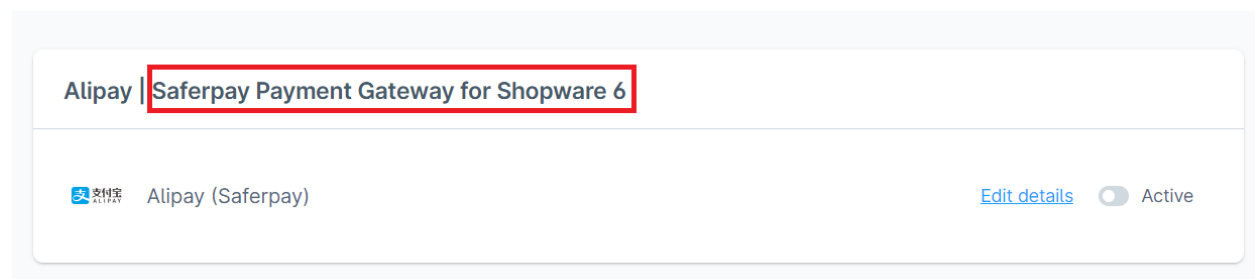 Alipay | Saferpay Payment Gateway for Shopware 6
支付宝
ALIPAY
Alipay (Saferpay)
Edit details
Active